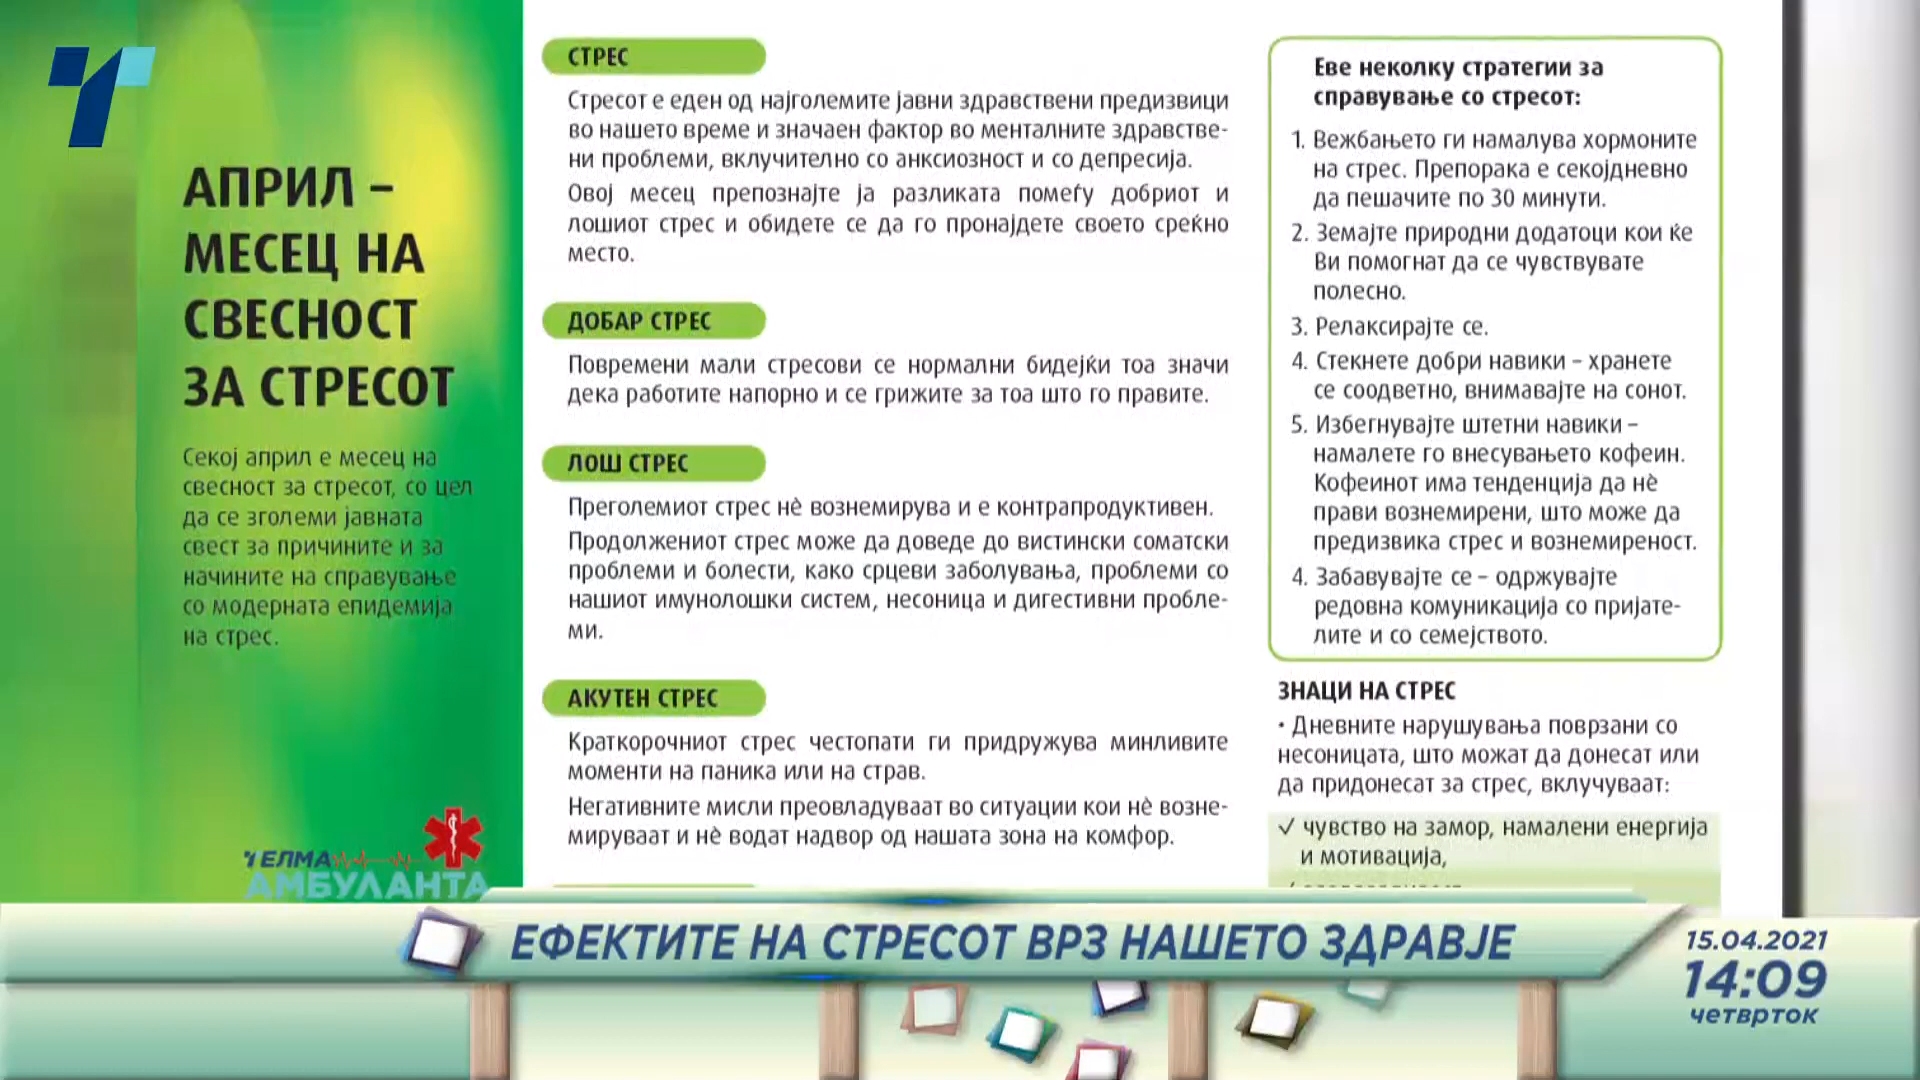 АПРИЛ –
МЕСЕЦ НА
СВЕСНОСТ
ЗА СТРЕСОТ
Секој април е месец на
свесност за стресот, со цел
да се зголеми јавната
свест за причините и за
начините на справување
со модерната епидемија
на стрес.
ТЕЛМА
АМБУЛАНТА
СТРЕС
Стресот е еден од најголемите јавни здравствени предизвици
во нашето време и значаен фактор во менталните здравстве-
ни проблеми, вклучително со анксиозност и со депресија.
Овој месец препознајте ја разликата помеѓу добриот и
лошиот стрес и обидете се да го пронајдете своето среќно
место.
ДОБАР СТРЕС
Повремени мали стресови се нормални бидејќи тоа значи
дека работите напорно и се грижите за тоа што го правите.
ЛОШ СТРЕС
Преголемиот стрес нѐ вознемирува и е контрапродуктивен.
Продолжениот стрес може да доведе до вистински соматски
проблеми и болести, како срцеви заболувања, проблеми со
нашиот имунолошки систем, несоница и дигестивни пробле-
ми.
АКУТЕН СТРЕС
Краткорочниот стрес честопати ги придружува минливите
моменти на паника или на страв.
Негативните мисли преовладуваат во ситуации кои нѐ возне-
мируваат и нѐ водат надвор од нашата зона на комфор.
Еве неколку стратегии за
справување со стресот:
1. Вежбањето ги намалува хормоните
на стрес. Препорака е секојдневно
да пешачите по 30 минути.
2. Земајте природни додатоци кои ќе
Ви помогнат да се чувствувате
полесно.
3. Релаксирајте се.
4. Стекнете добри навики – хранете
се соодветно, внимавајте на сонот.
5. Избегнувајте штетни навики –
намалете го внесувањето кофеин.
Кофеинот има тенденција да нѐ
прави вознемирени, што може да
предизвика стрес и вознемиреност.
4. Забавувајте се – одржувајте
редовна комуникација со пријате-
лите и со семејството.
ЗНАЦИ НА СТРЕС
• Дневните нарушувања поврзани со
несоницата, што можат да донесат или
да придонесат за стрес, вклучуваат:
✓ чувство на замор, намалени енергија
и мотивација,
ЕФЕКТИТЕ НА СТРЕСОТ ВРЗ НАШЕТО ЗДРАВЈЕ
15.04.2021
14:09
четврток